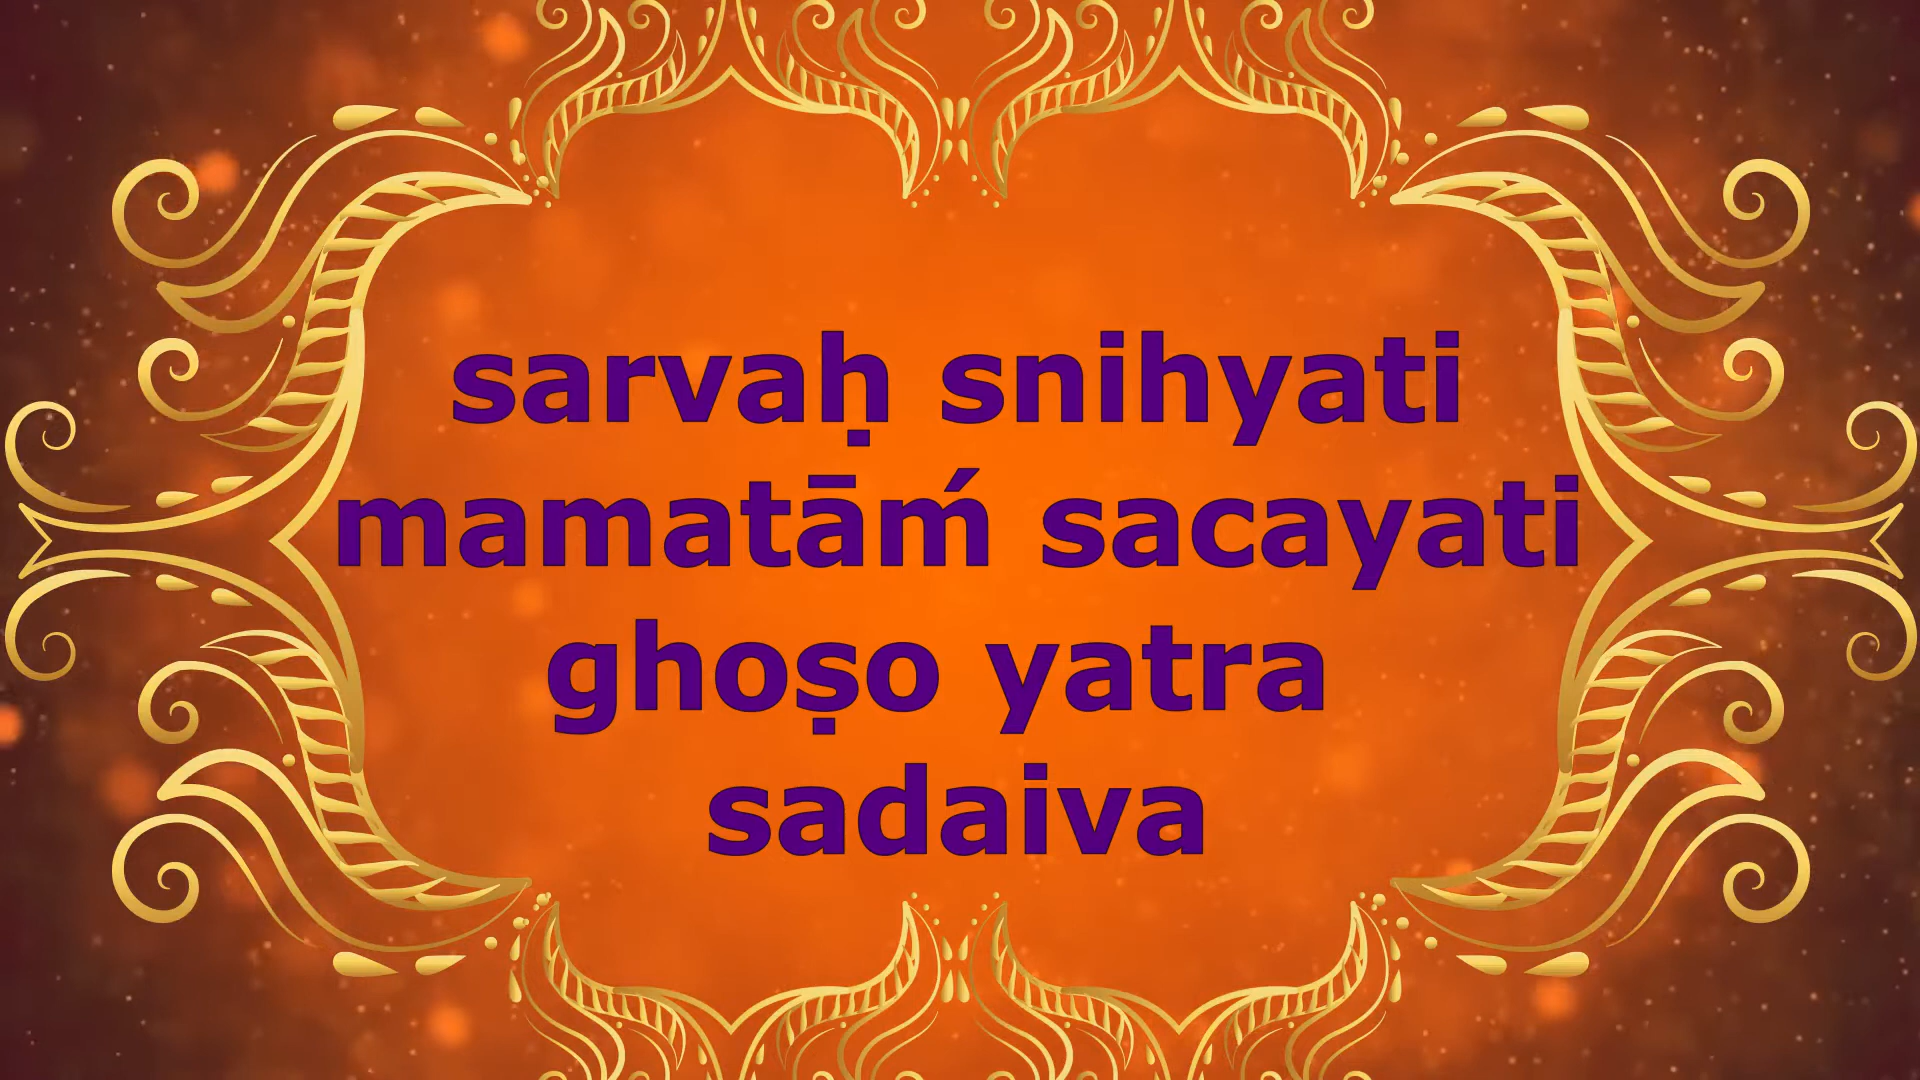 sarvaḥ snihyati
mamatāḿ sacayati
ghoṣo yatra
sadaiva